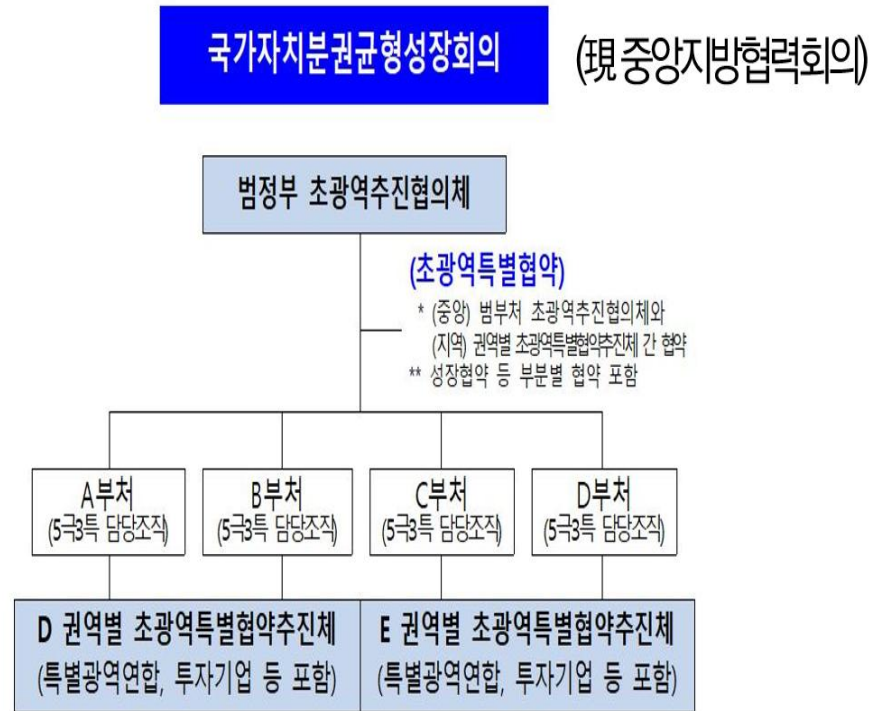 국가자치분권균형성장회의
(現 중앙지방협력회의)
범정부 초광역추진협의체
(초광역특별협약)
* (중앙) 범부처 초광역추진협의체와
(지역) 권역별 초광역특별협약추진체 간 협약
** 성장협약 등 부분별 협약 포함
A부처
(5극3특 담당조직)
B부처
(5극3특 담당조직)
C부처
(5극3특 담당조직)
D부처
(5극3특 담당조직)
D 권역별 초광역특별협약추진체
(특별광역연합, 투자기업 등 포함)
E 권역별 초광역특별협약추진체
(특별광역연합, 투자기업 등 포함)